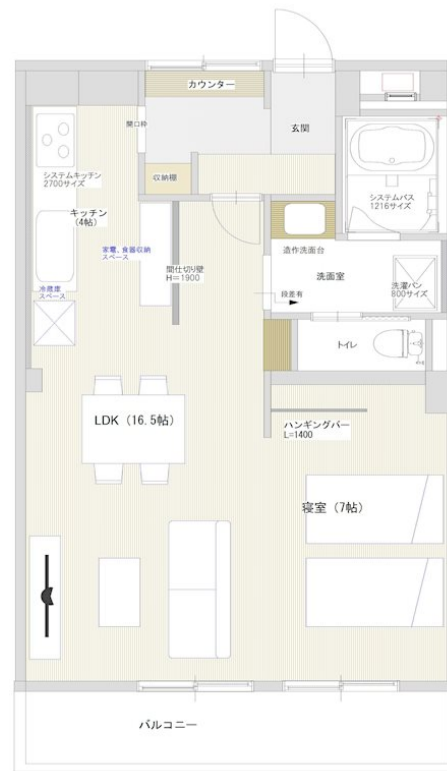 カウンター
開口枠
玄関
システムキッチン
2700サイズ
収納棚
システムバス
1216サイズ
キッチン
(4帖)
家電、食器収納
スペース
間仕切り壁
H=1900
造作洗面台
洗面室
洗濯パン
800サイズ
冷蔵庫
スペース
段差有
トイレ
LDK (16.5帖)
ハンギングバー
L=1400
寝室 (7帖)
バルコニー